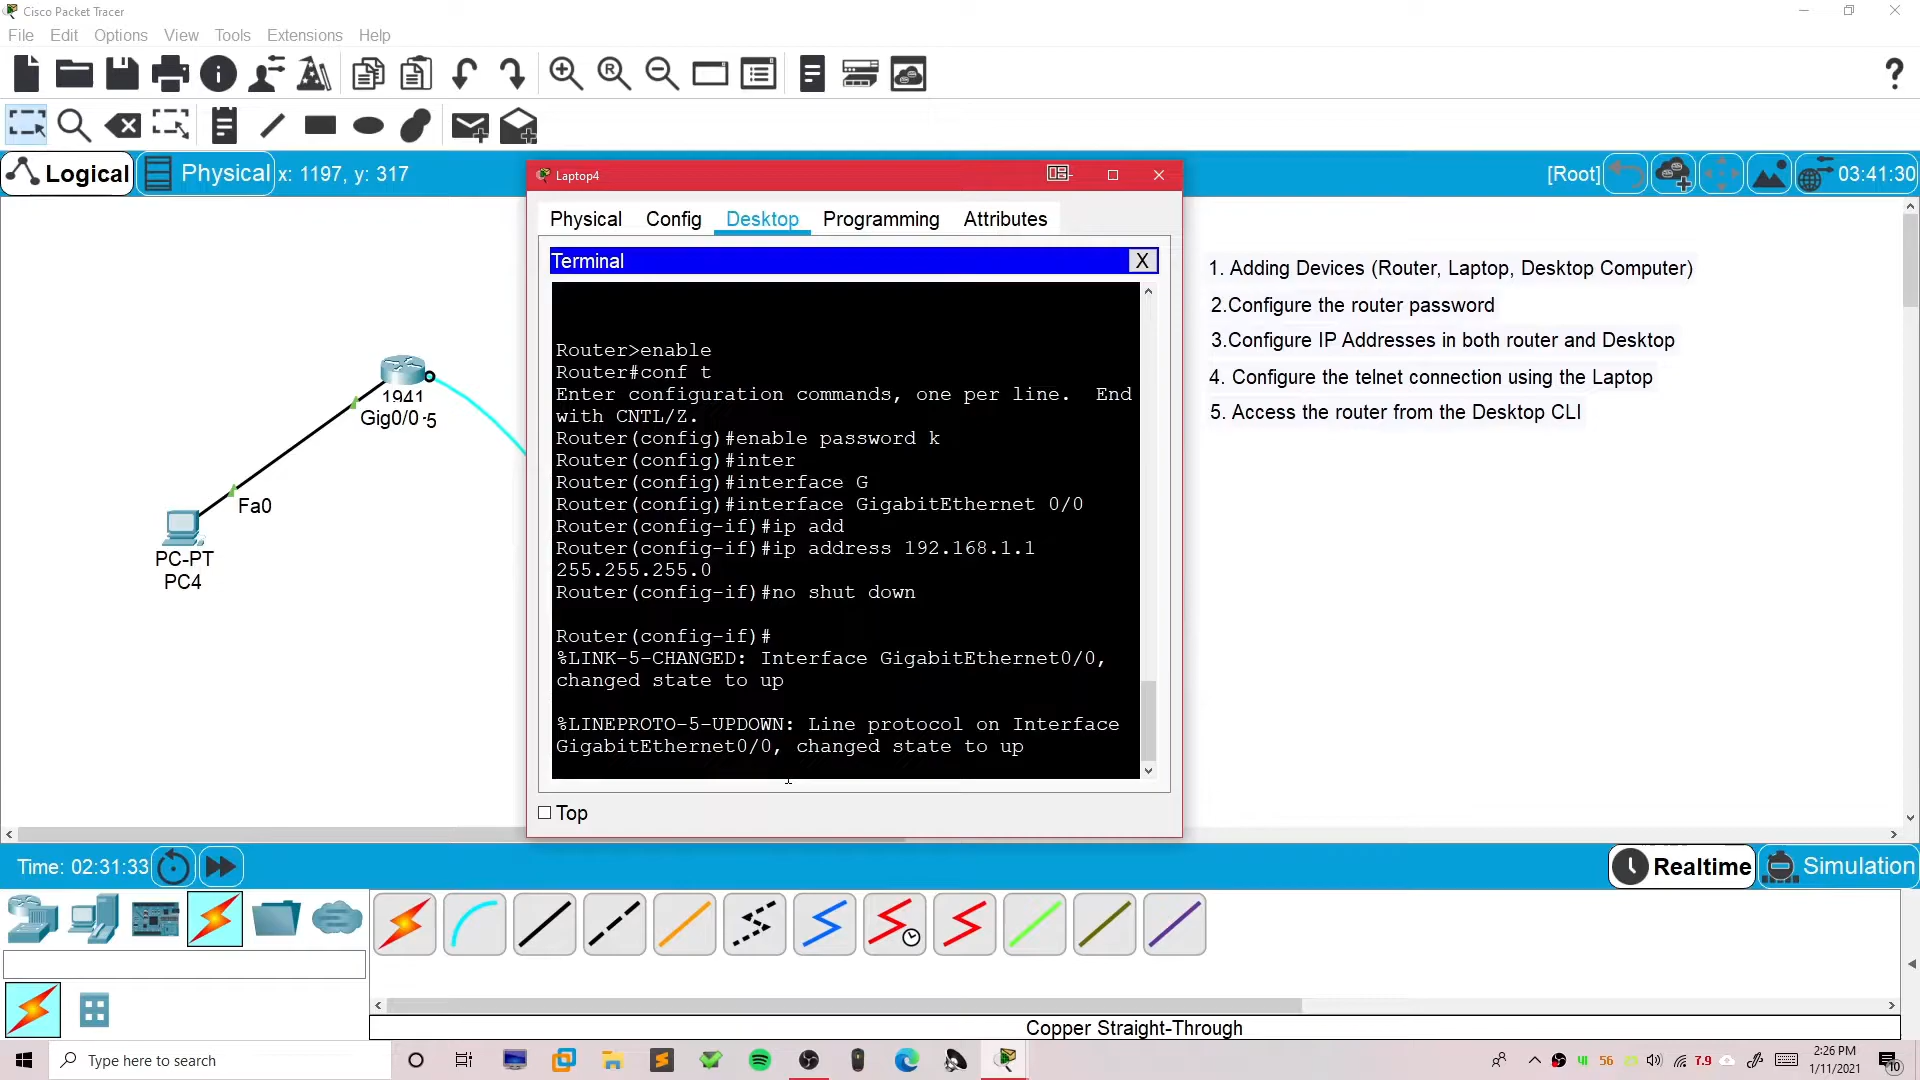 Cisco Packet Tracer
File Edit Options View Tools Extensions Help
Logical
Physical x: 1197, y: 317
[Root]
03:41:30
Laptop4
Physical Config Desktop Programming Attributes
Terminal
X
Router>enable
Router#conf t
Enter configuration commands, one per line. End
with CNTL/Z.
Router(config)#enable password k
Router(config)#inter
Router(config)#interface G
Router(config)#interface GigabitEthernet 0/0
Router(config-if)#ip add
Router(config-if)#ip address 192.168.1.1
255.255.255.0
Router(config-if)#no shut down
Router(config-if)#
%LINK-5-CHANGED: Interface GigabitEthernet0/0,
changed state to up
%LINEPROTO-5-UPDOWN: Line protocol on Interface
GigabitEthernet0/0, changed state to up
Top
1941
Gig0/0
Fa0
PC-PT
PC4
1. Adding Devices (Router, Laptop, Desktop Computer)
2.Configure the router password
3.Configure IP Addresses in both router and Desktop
4. Configure the telnet connection using the Laptop
5. Access the router from the Desktop CLI
Time: 02:31:33
Realtime
Simulation
Copper Straight-Through
Type here to search
56
7.9
2:26 PM
1/11/2021
10